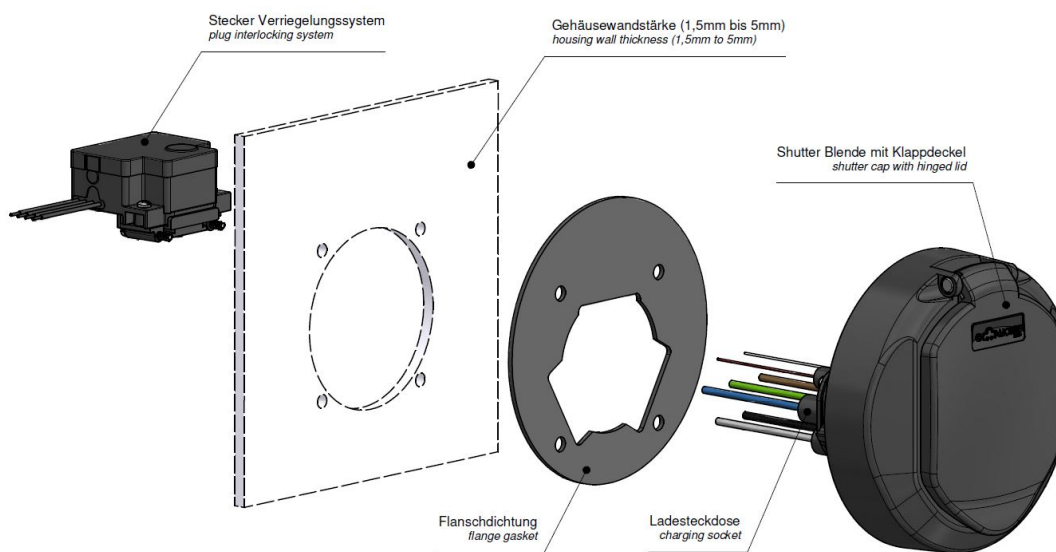 Stecker Verriegelungssystem
plug interlocking system
Gehäusewandstärke (1,5mm bis 5mm)
housing wall thickness (1,5mm to 5mm)
Shutter Blende mit Klappdeckel
shutter cap with hinged lid
Flanschdichtung
flange gasket
Ladesteckdose
charging socket